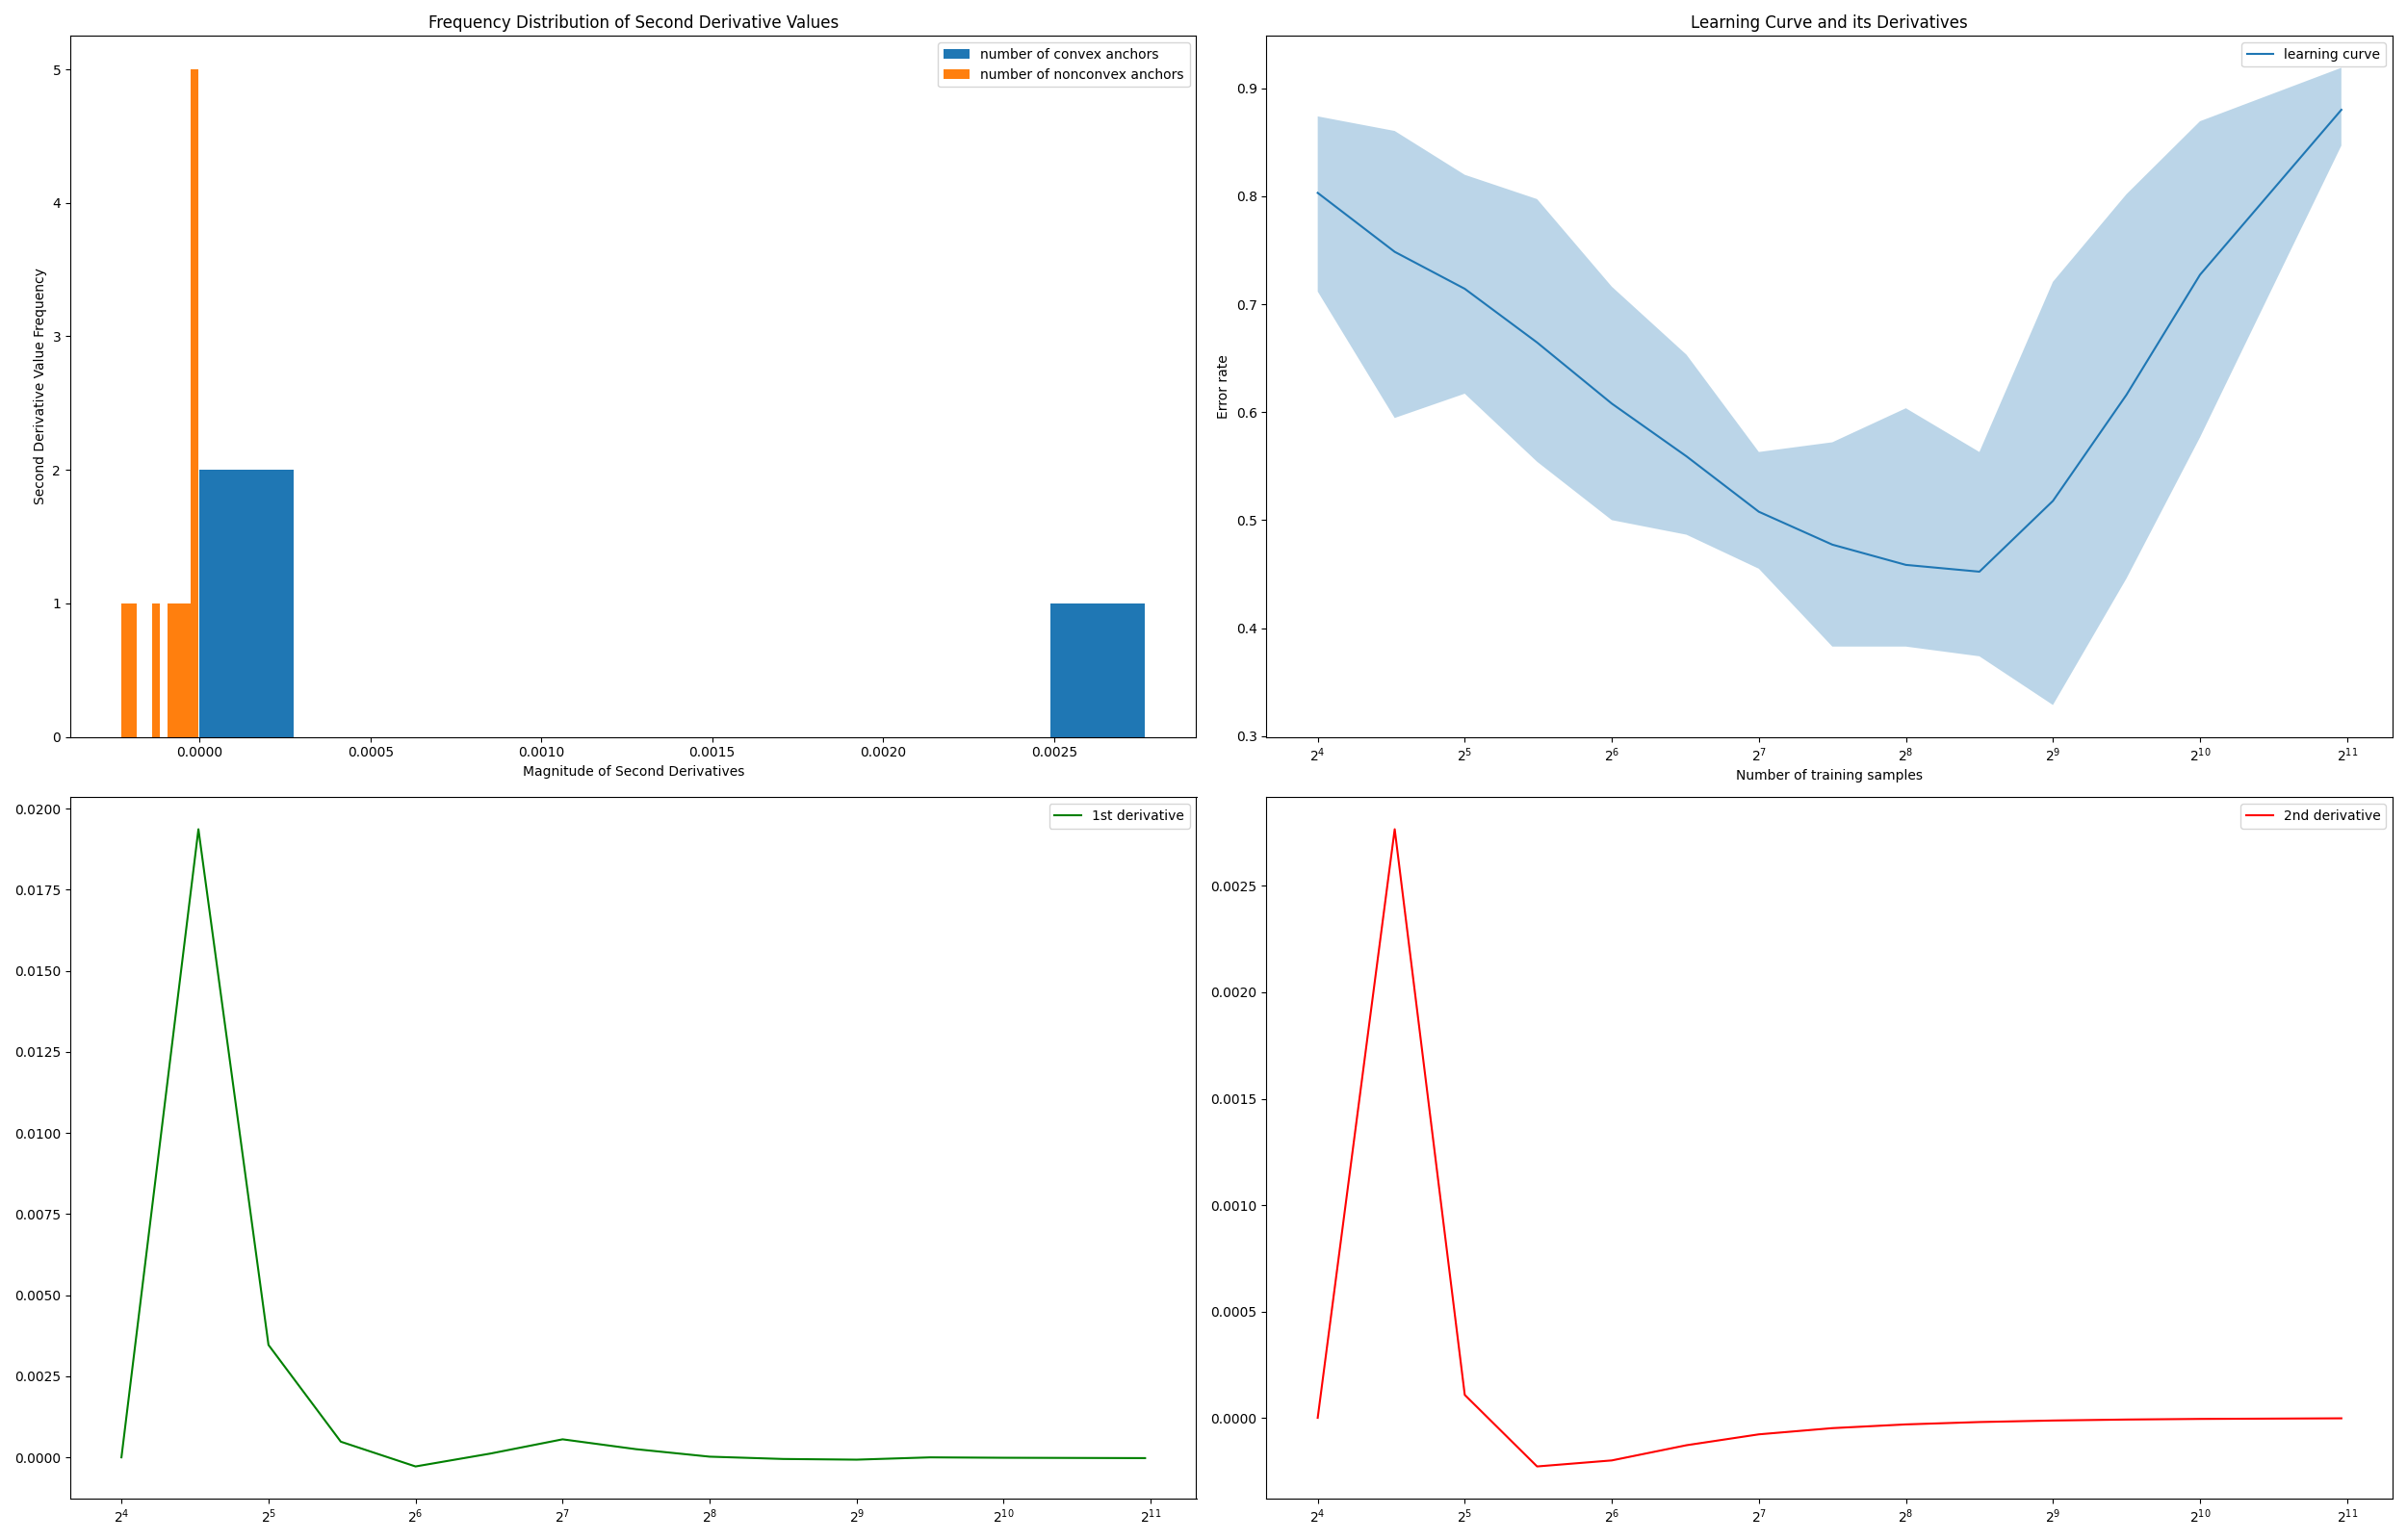 Frequency Distribution of Second Derivative Values
number of convex anchors
number of nonconvex anchors
Second Derivative Value Frequency
5
4
3
2
1
0
0.0000 0.0005 0.0010 0.0015 0.0020 0.0025
Magnitude of Second Derivatives
Learning Curve and its Derivatives
learning curve
Error rate
0.9
0.8
0.7
0.6
0.5
0.4
0.3
2^4 2^5 2^6 2^7 2^8 2^9 2^10 2^11
Number of training samples
1st derivative
0.0200
0.0175
0.0150
0.0125
0.0100
0.0075
0.0050
0.0025
0.0000
2^4 2^5 2^6 2^7 2^8 2^9 2^10 2^11
2nd derivative
0.0025
0.0020
0.0015
0.0010
0.0005
0.0000
2^4 2^5 2^6 2^7 2^8 2^9 2^10 2^11